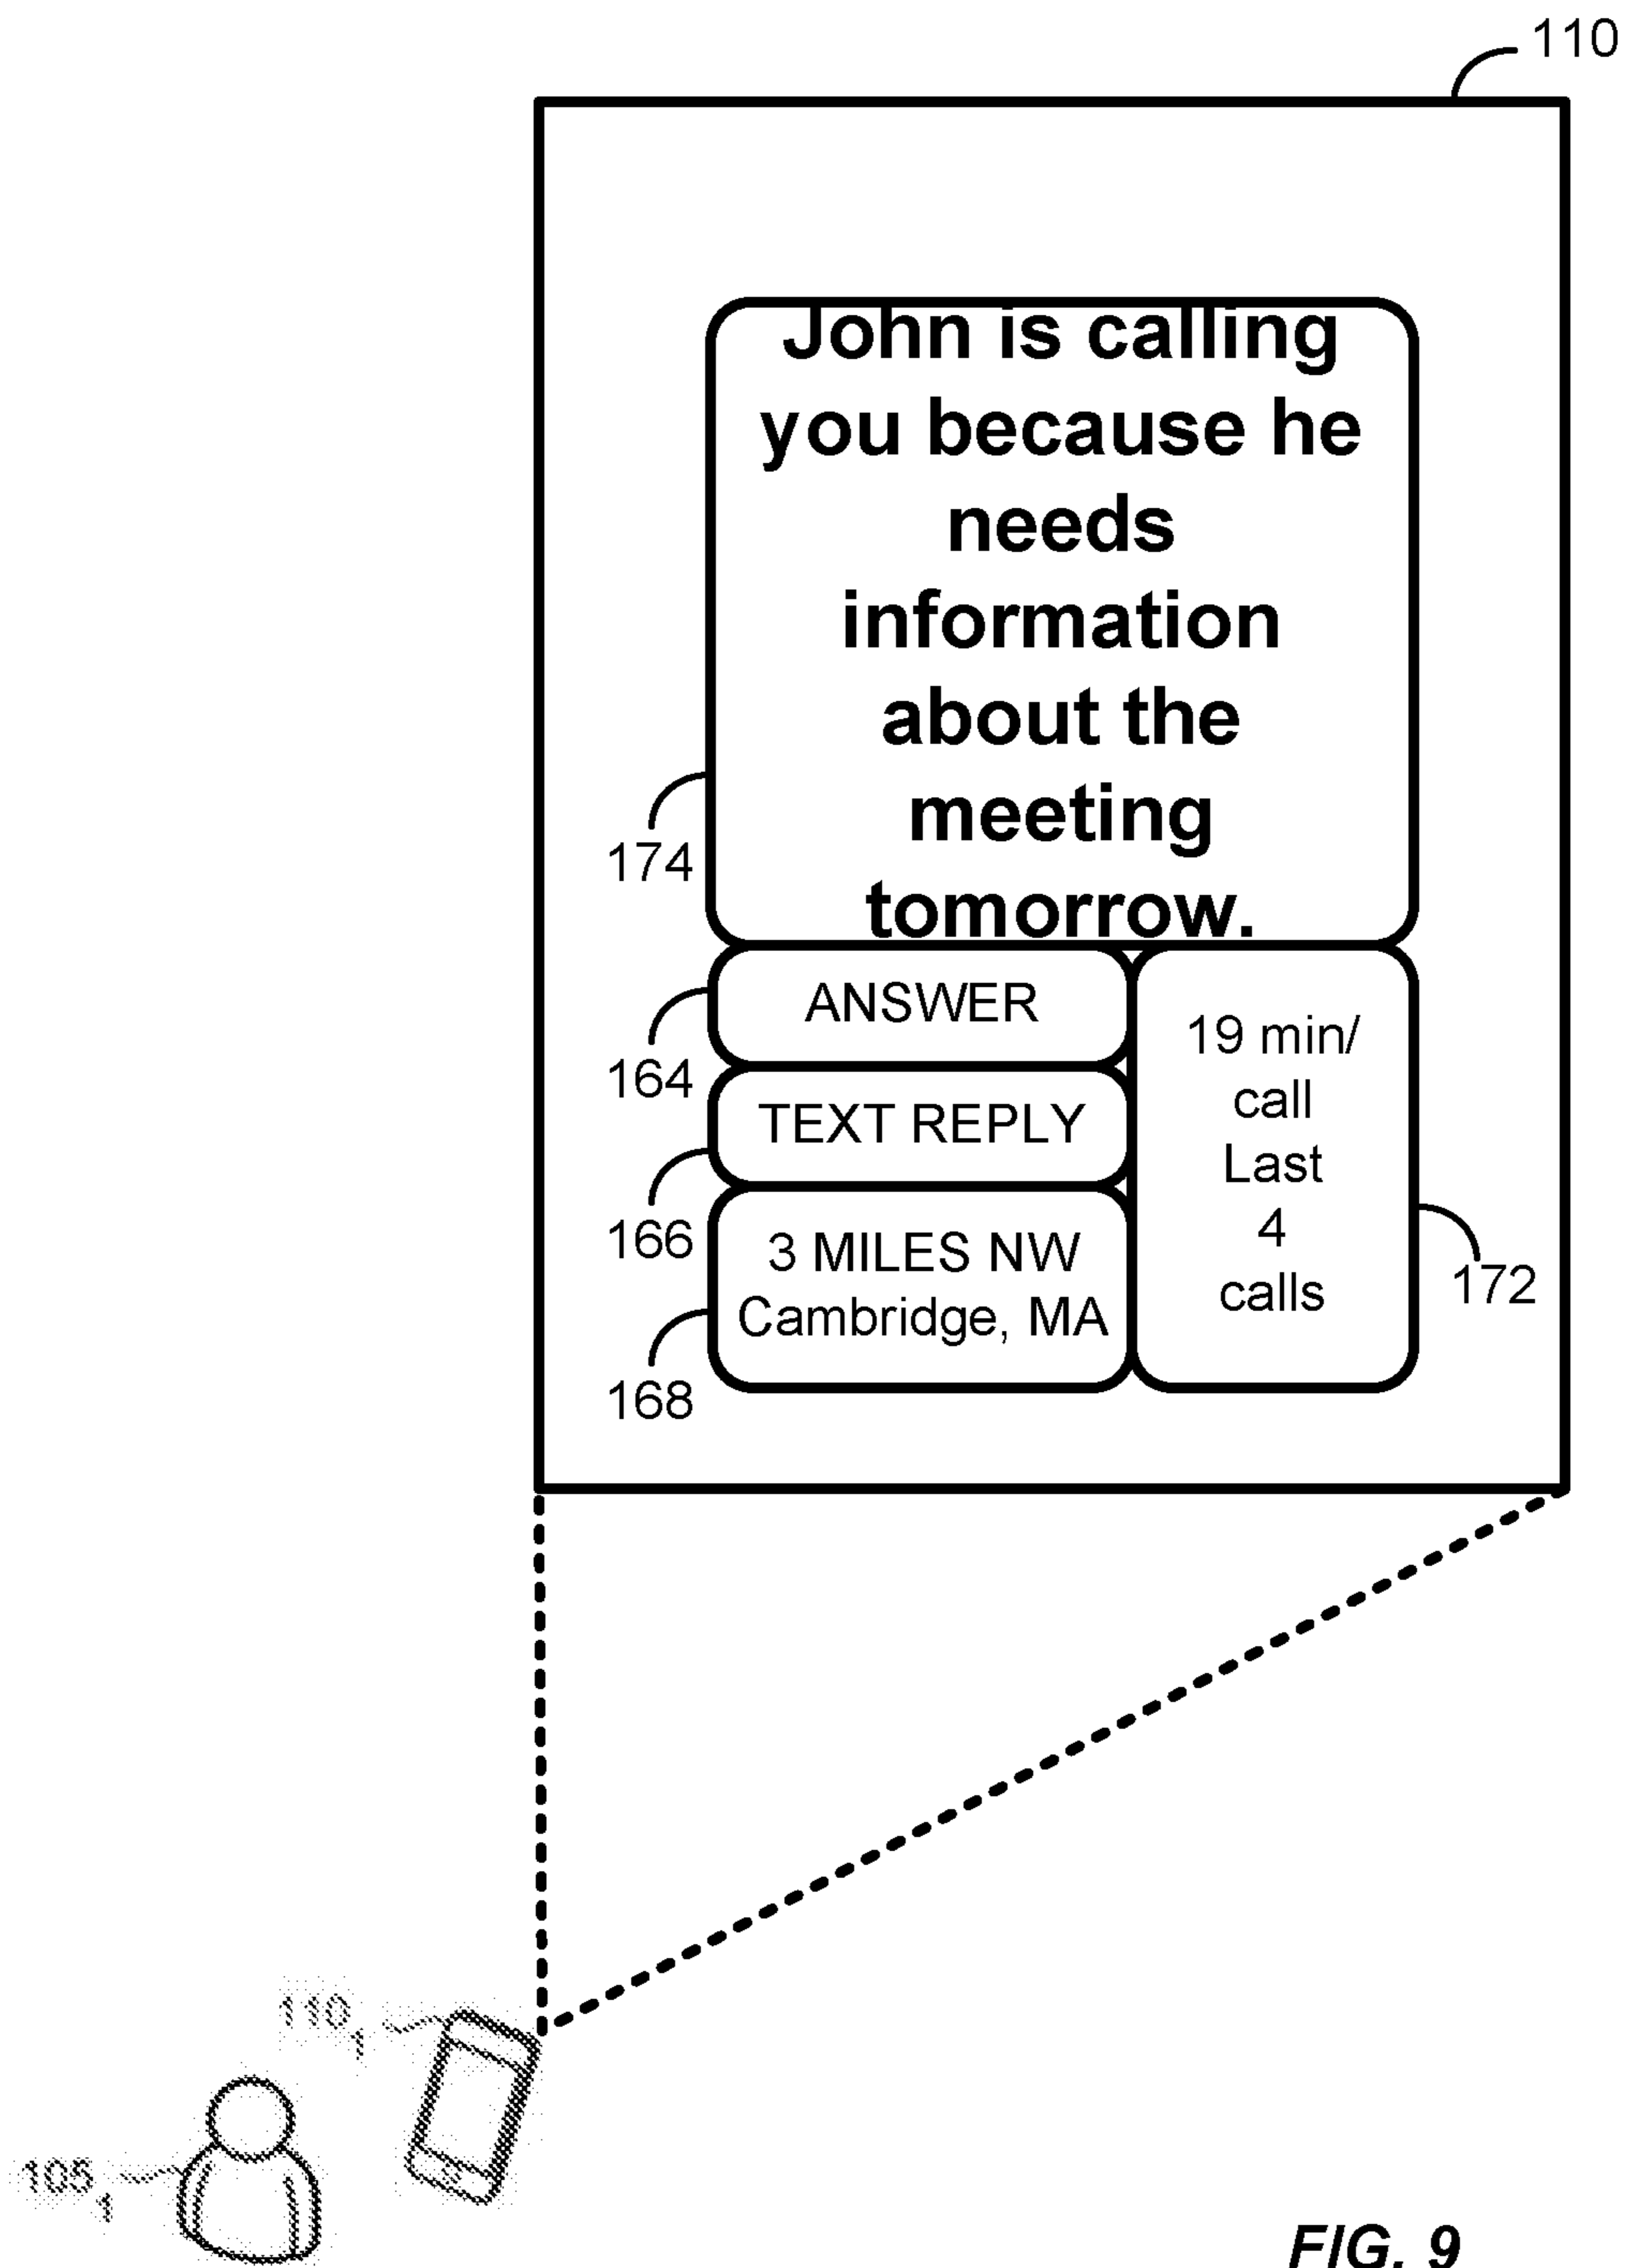 110
John is calling
you because he
needs
information
about the
meeting
tomorrow.
174
ANSWER
164
TEXT REPLY
166
3 MILES NW
Cambridge, MA
168
19 min/
call
Last
4
calls
172
110 1
105 1
FIG. 9